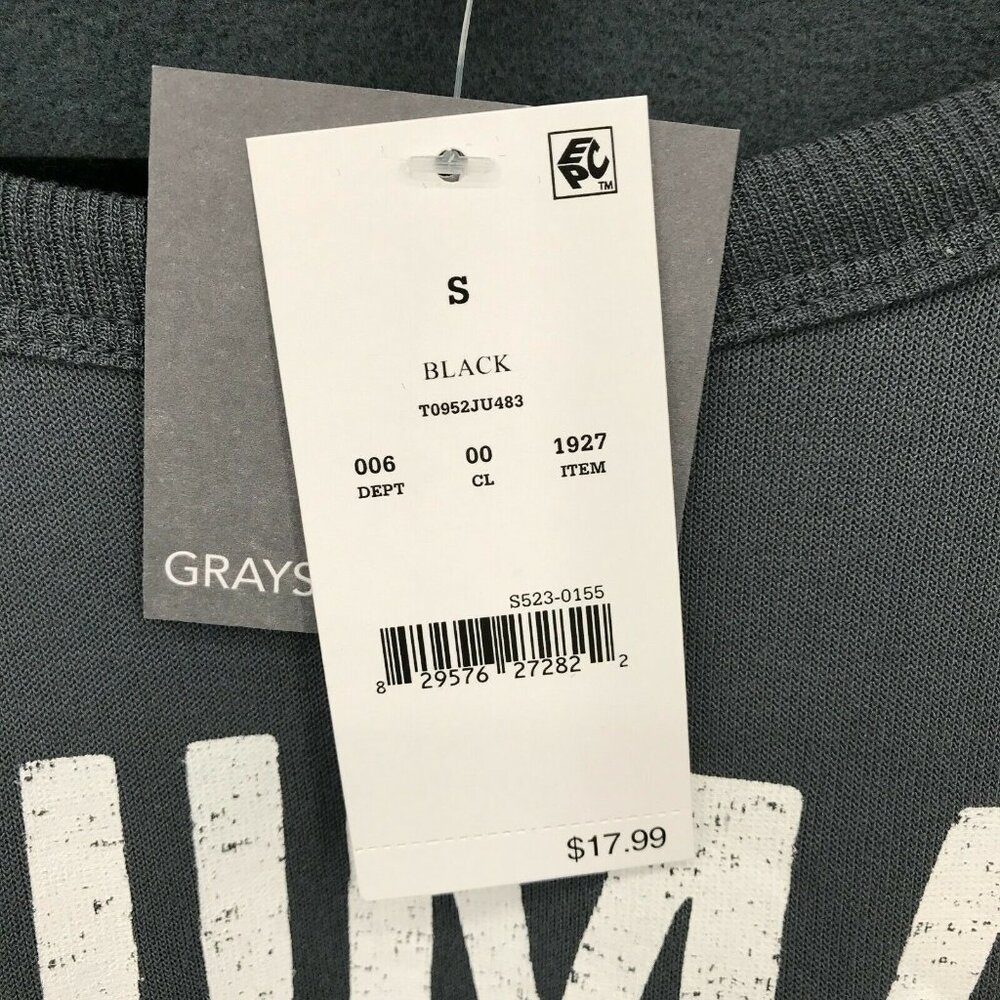 EPC
TM
S
BLACK
T0952JU483
006 00 1927
DEPT CL ITEM
GRAYS
S523-0155
8 29576 27282 2
$17.99